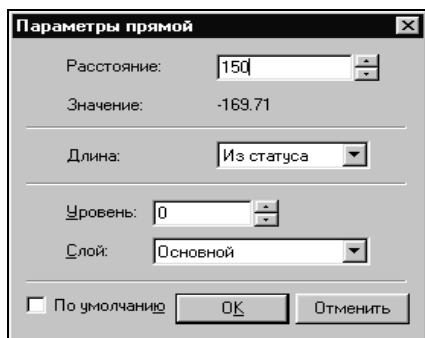 Параметры прямой
Расстояние: 150
Значение: -169.71
Длина: Из статуса
Уровень: 0
Слой: Основной
По умолчанию OK Отменить